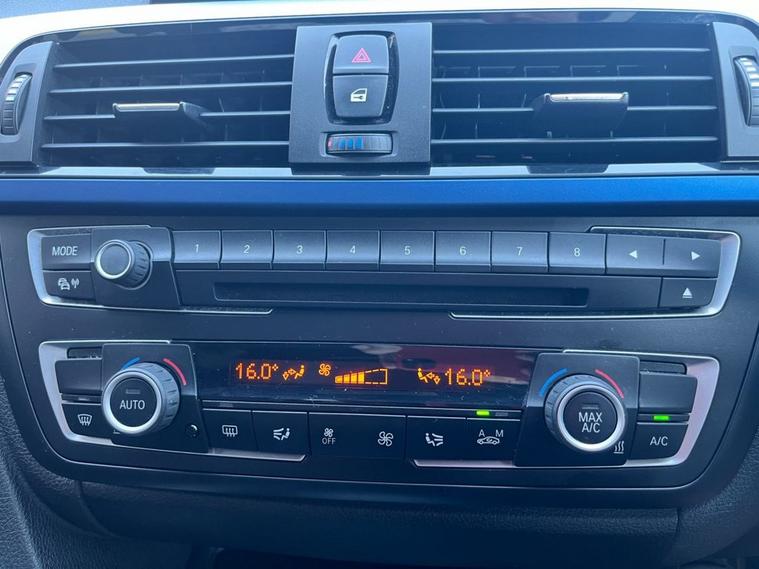 MODE 1 2 3 4 5 6 7 8
16.0° 16.0°
AUTO
MAX
A/C
A M
OFF
A/C